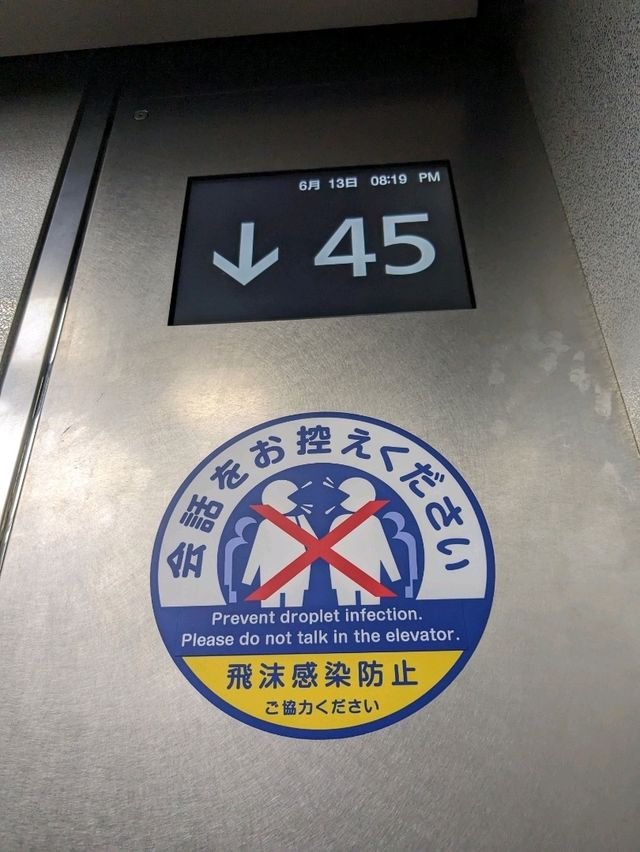 6月 13日 08:19 PM
↓ 45
会話をお控えください
Prevent droplet infection.
Please do not talk in the elevator.
飛沫感染防止
ご協力ください